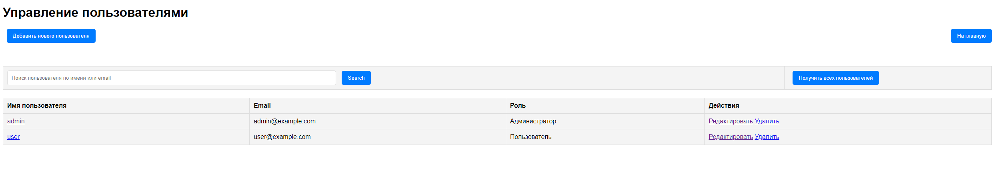 Управление пользователями
Добавить нового пользователя На главную
Поиск пользователя по имени или email Search Получить всех пользователей
Имя пользователя Email Роль Действия
admin admin@example.com Администратор Редактировать Удалить
user user@example.com Пользователь Редактировать Удалить